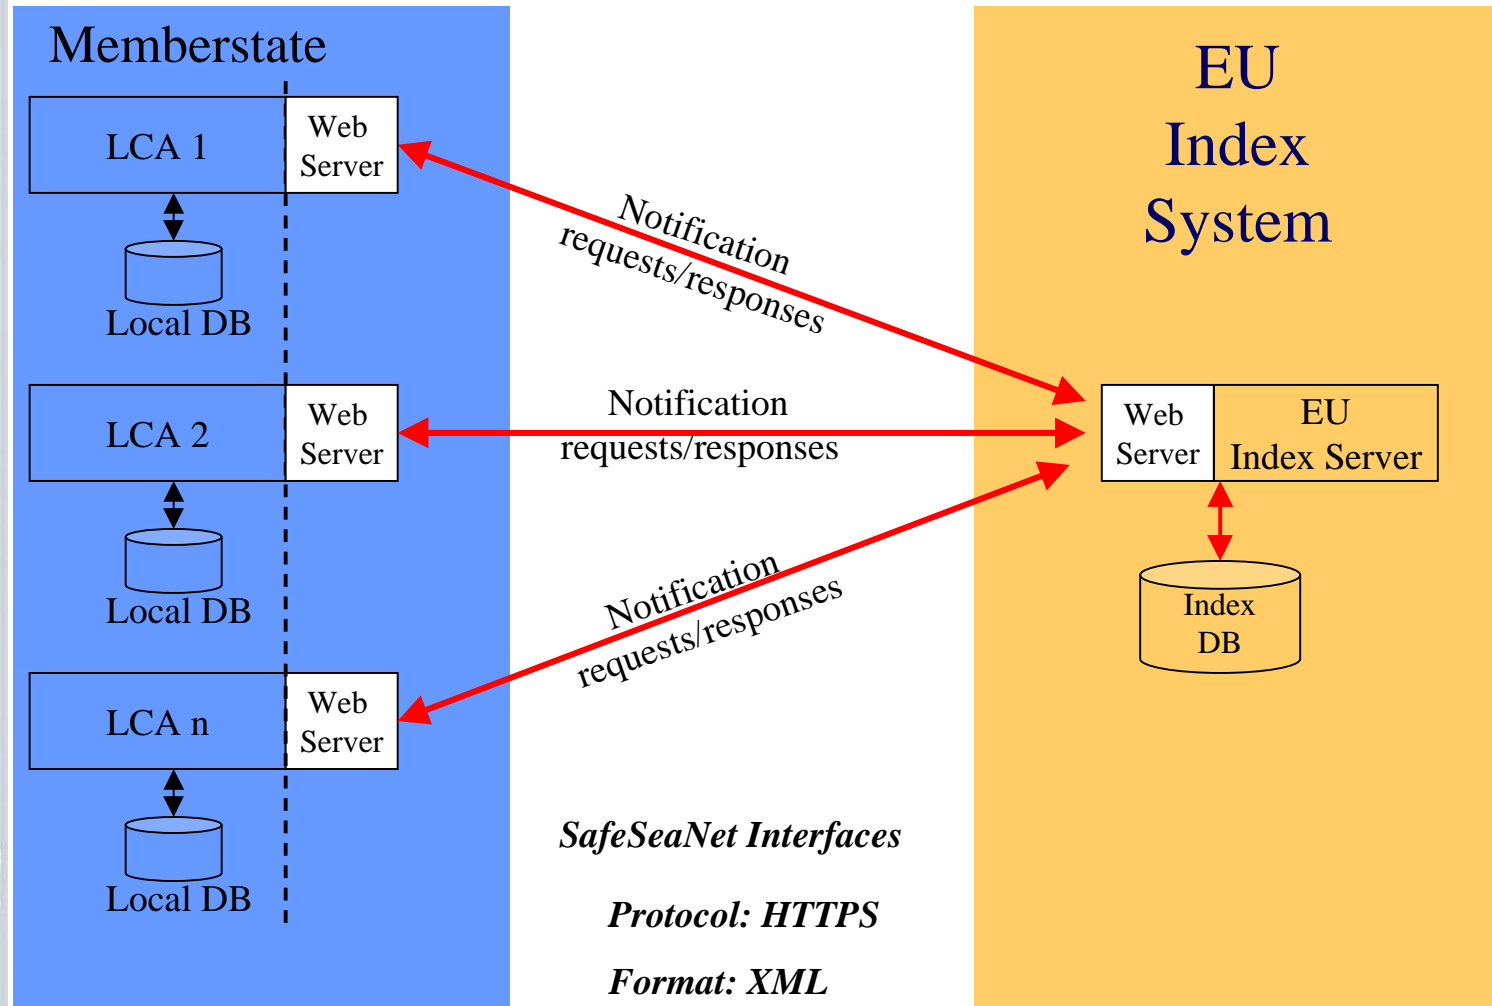 Memberstate
LCA 1
Web
Server
Local DB
LCA 2
Web
Server
Local DB
LCA n
Web
Server
Local DB
Notification
requests/responses
Notification
requests/responses
Notification
requests/responses
SafeSeaNet Interfaces
Protocol: HTTPS
Format: XML
EU
Index
System
Web
Server
EU
Index Server
Index
DB